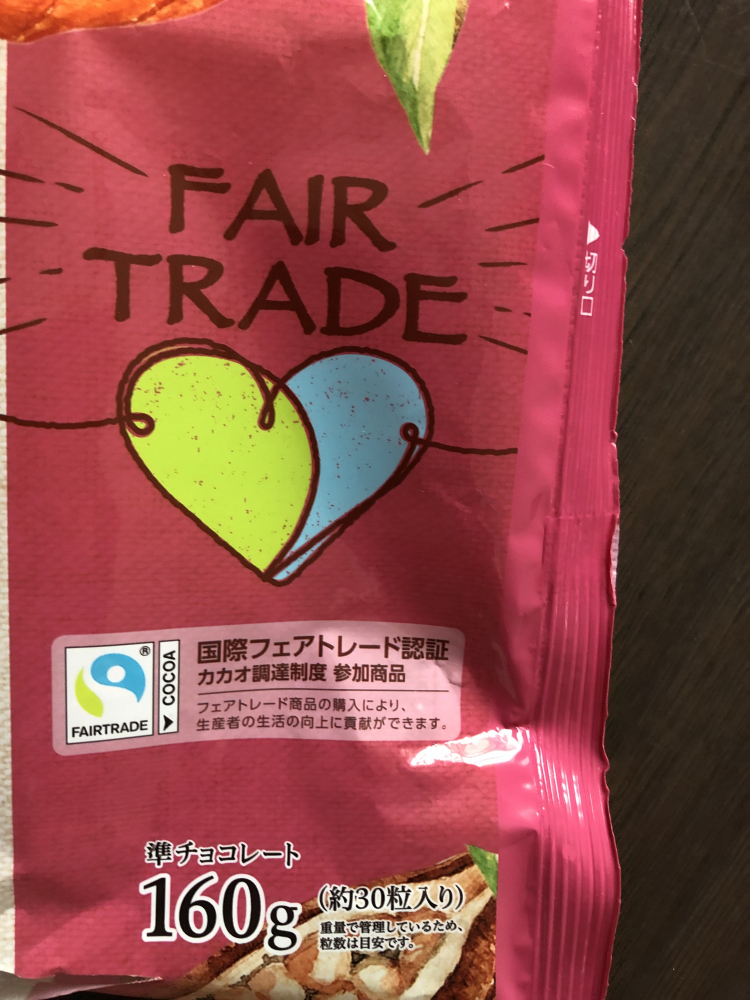 FAIR
TRADE
切り口
®
FAIRTRADE
▶ COCOA
国際フェアトレード認証
カカオ調達制度 参加商品
フェアトレード商品の購入により、
生産者の生活の向上に貢献ができます。
準チョコレート
160g
(約30粒入り)
重量で管理しているため、
粒数は目安です。